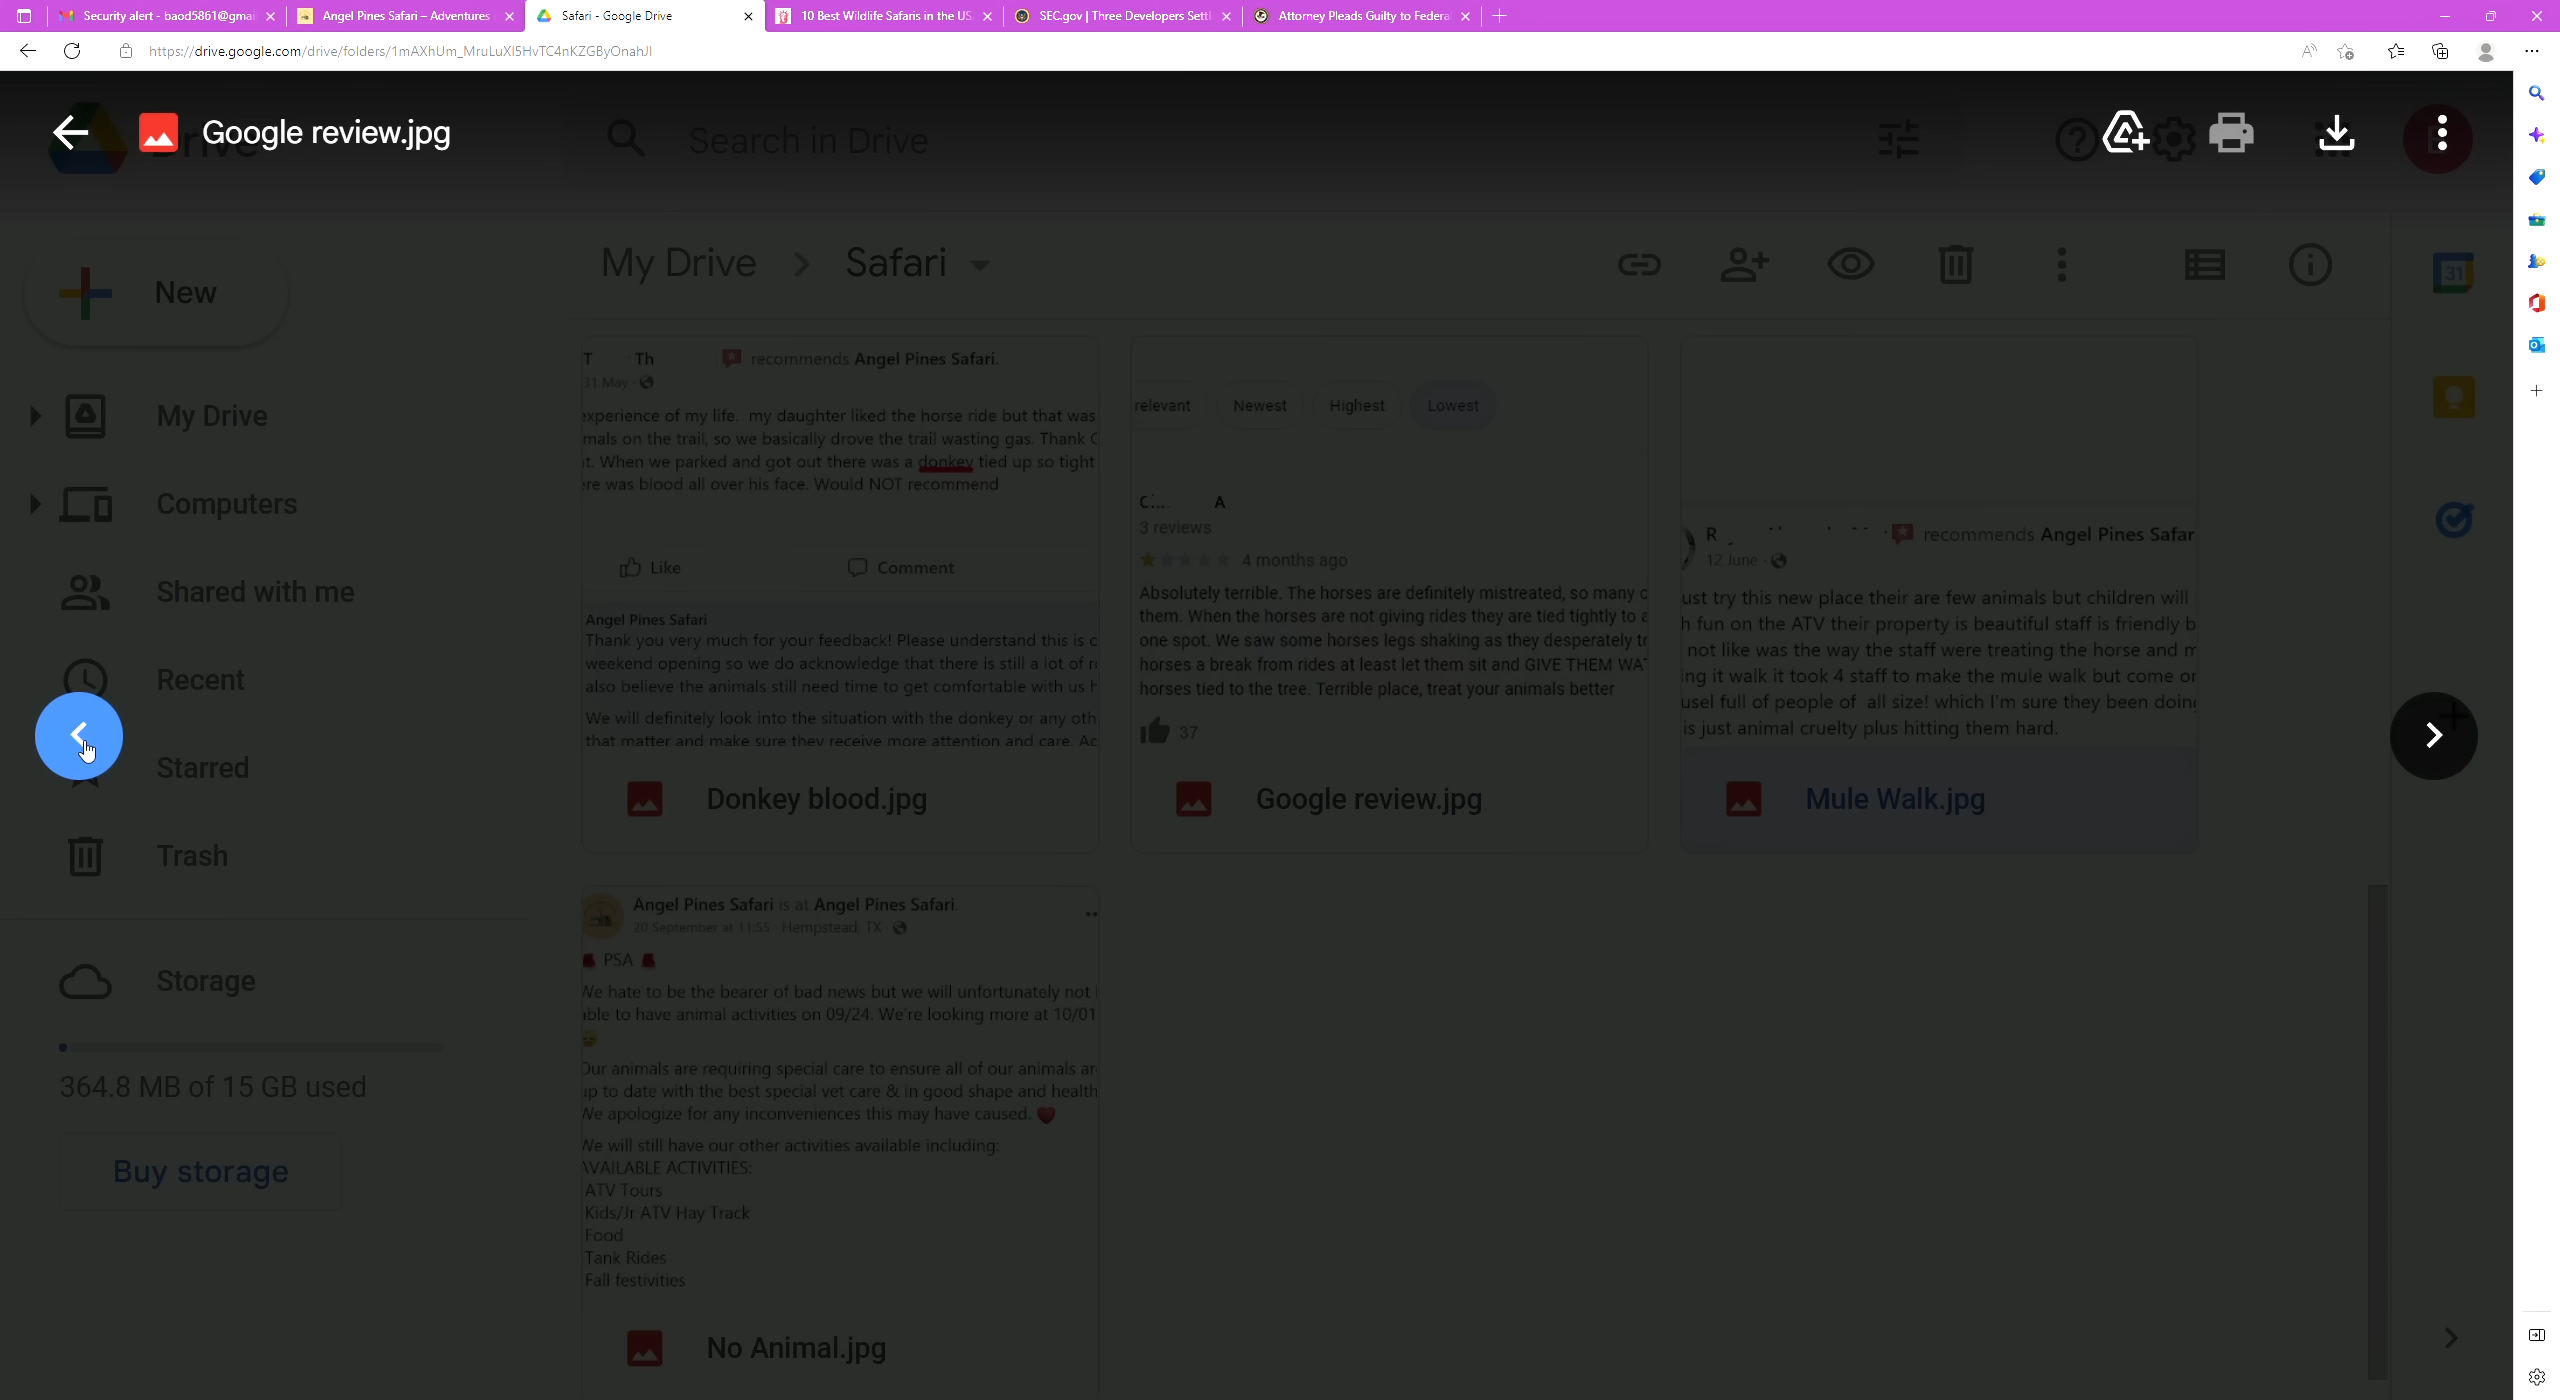 Security alert - baod5861@gmai
Angel Pines Safari – Adventures
Safari - Google Drive
10 Best Wildlife Safaris in the US
SEC.gov | Three Developers Settl
Attorney Pleads Guilty to Federa
https://drive.google.com/drive/folders/1mAXhUm_MruLuXI5HvTC4nKZGByOnahJI
Google review.jpg
Drive
Search in Drive
My Drive
Safari
New
My Drive
Computers
Shared with me
Recent
Starred
Trash
Storage
364.8 MB of 15 GB used
Buy storage
T Th recommends Angel Pines Safari.
31 May
experience of my life. my daughter liked the horse ride but that was
mals on the trail, so we basically drove the trail wasting gas. Thank
t. When we parked and got out there was a donkey tied up so tight
ere was blood all over his face. Would NOT recommend
Like
Comment
Angel Pines Safari
Thank you very much for your feedback! Please understand this is
weekend opening so we do acknowledge that there is still a lot of
also believe the animals still need time to get comfortable with us
We will definitely look into the situation with the donkey or any oth
that matter and make sure they receive more attention and care.
Donkey blood.jpg
relevant
Newest
Highest
Lowest
C... A
3 reviews
4 months ago
Absolutely terrible. The horses are definitely mistreated, so many
them. When the horses are not giving rides they are tied tightly to
one spot. We saw some horses legs shaking as they desperately
horses a break from rides at least let them sit and GIVE THEM WAT
horses tied to the tree. Terrible place, treat your animals better
37
Google review.jpg
R recommends Angel Pines Safar
12 June
ust try this new place their are few animals but children will
h fun on the ATV their property is beautiful staff is friendly b
not like was the way the staff were treating the horse and m
ing it walk it took 4 staff to make the mule walk but come or
usel full of people of all size! which I'm sure they been doing
is just animal cruelty plus hitting them hard.
Mule Walk.jpg
Angel Pines Safari is at Angel Pines Safari.
20 September at 11:55 · Hempstead, TX
PSA
We hate to be the bearer of bad news but we will unfortunately not
able to have animal activities on 09/24. We're looking more at 10/01
Our animals are requiring special care to ensure all of our animals ar
up to date with the best special vet care & in good shape and health
We apologize for any inconveniences this may have caused.
We will still have our other activities available including:
AVAILABLE ACTIVITIES:
ATV Tours
Kids/Jr ATV Hay Track
Food
Tank Rides
Fall festivities
No Animal.jpg
31